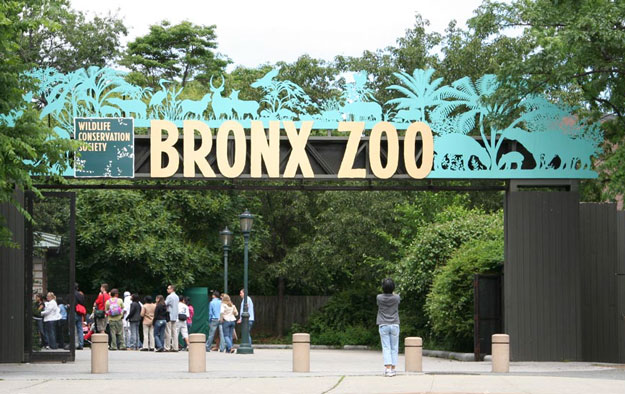 WILDLIFE
CONSERVATION
SOCIETY
BRONX ZOO